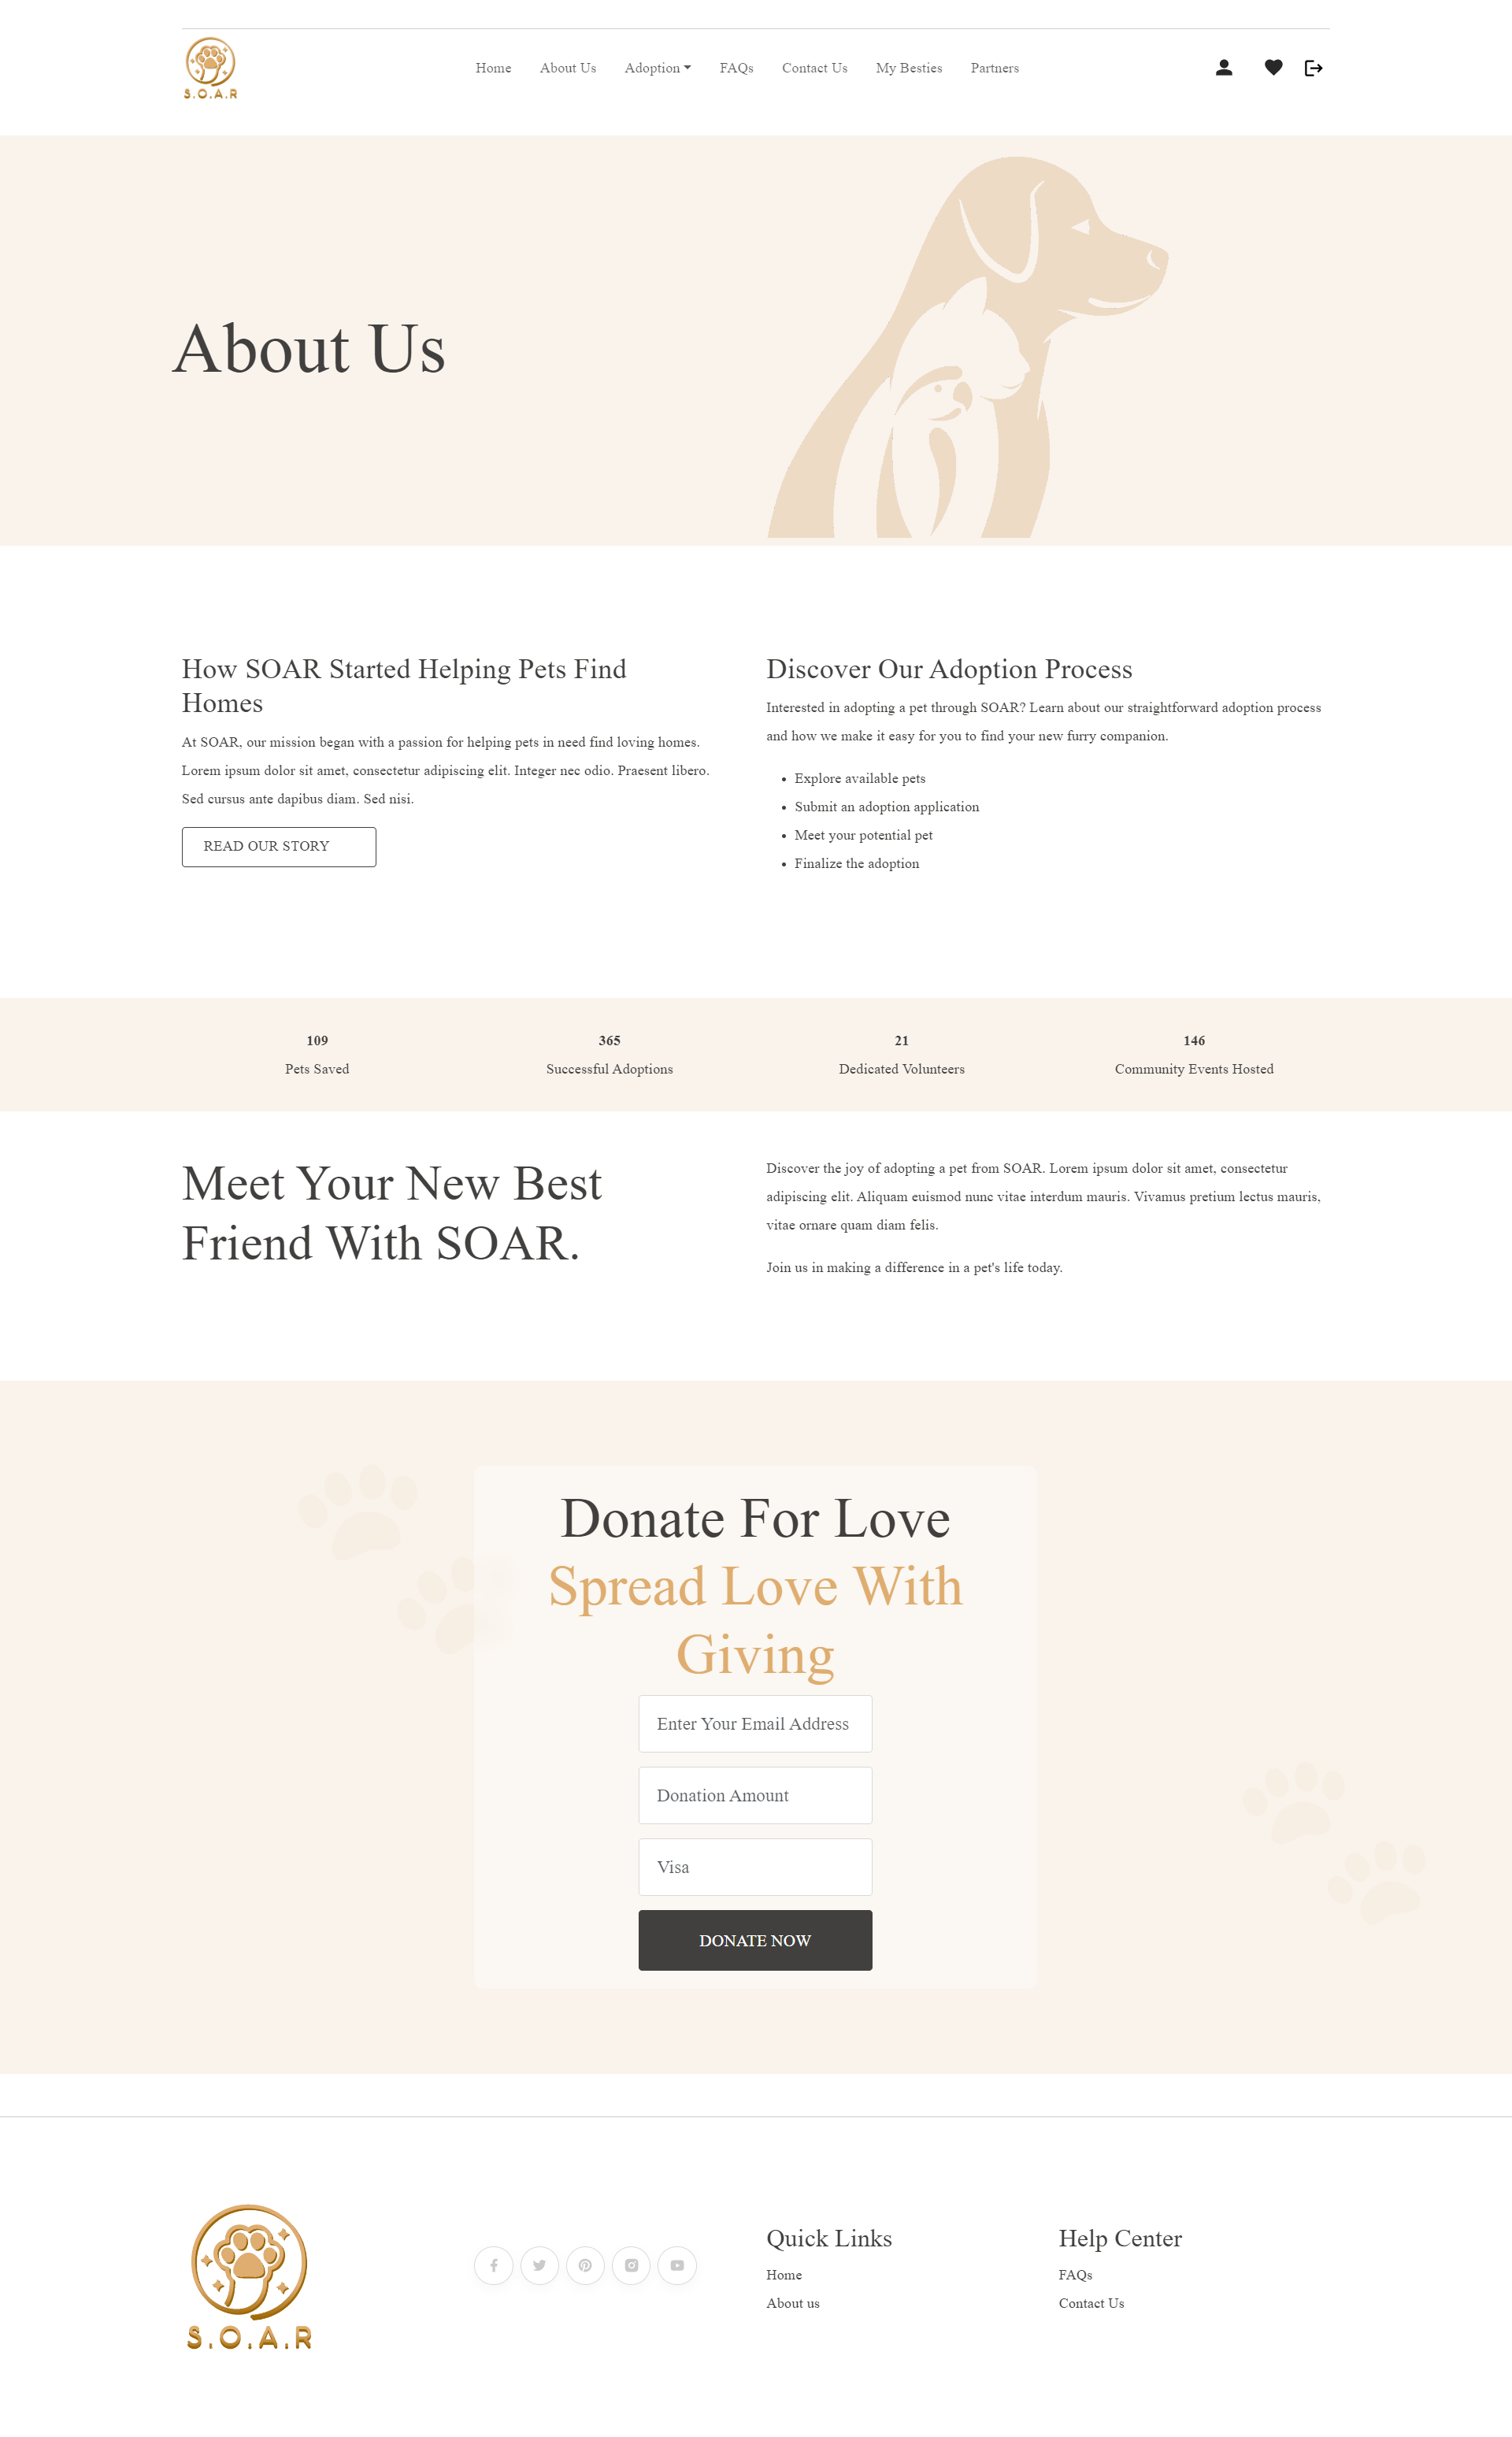 S.O.A.R
Home About Us Adoption FAQs Contact Us My Besties Partners
About Us
How SOAR Started Helping Pets Find
Homes
At SOAR, our mission began with a passion for helping pets in need find loving homes.
Lorem ipsum dolor sit amet, consectetur adipiscing elit. Integer nec odio. Praesent libero.
Sed cursus ante dapibus diam. Sed nisi.
READ OUR STORY
Discover Our Adoption Process
Interested in adopting a pet through SOAR? Learn about our straightforward adoption process
and how we make it easy for you to find your new furry companion.
Explore available pets
Submit an adoption application
Meet your potential pet
Finalize the adoption
109
Pets Saved
365
Successful Adoptions
21
Dedicated Volunteers
146
Community Events Hosted
Meet Your New Best
Friend With SOAR.
Discover the joy of adopting a pet from SOAR. Lorem ipsum dolor sit amet, consectetur
adipiscing elit. Aliquam euismod nunc vitae interdum mauris. Vivamus pretium lectus mauris,
vitae ornare quam diam felis.
Join us in making a difference in a pet's life today.
Donate For Love
Spread Love With
Giving
Enter Your Email Address
Donation Amount
Visa
DONATE NOW
S.O.A.R
Quick Links
Home
About us
Help Center
FAQs
Contact Us